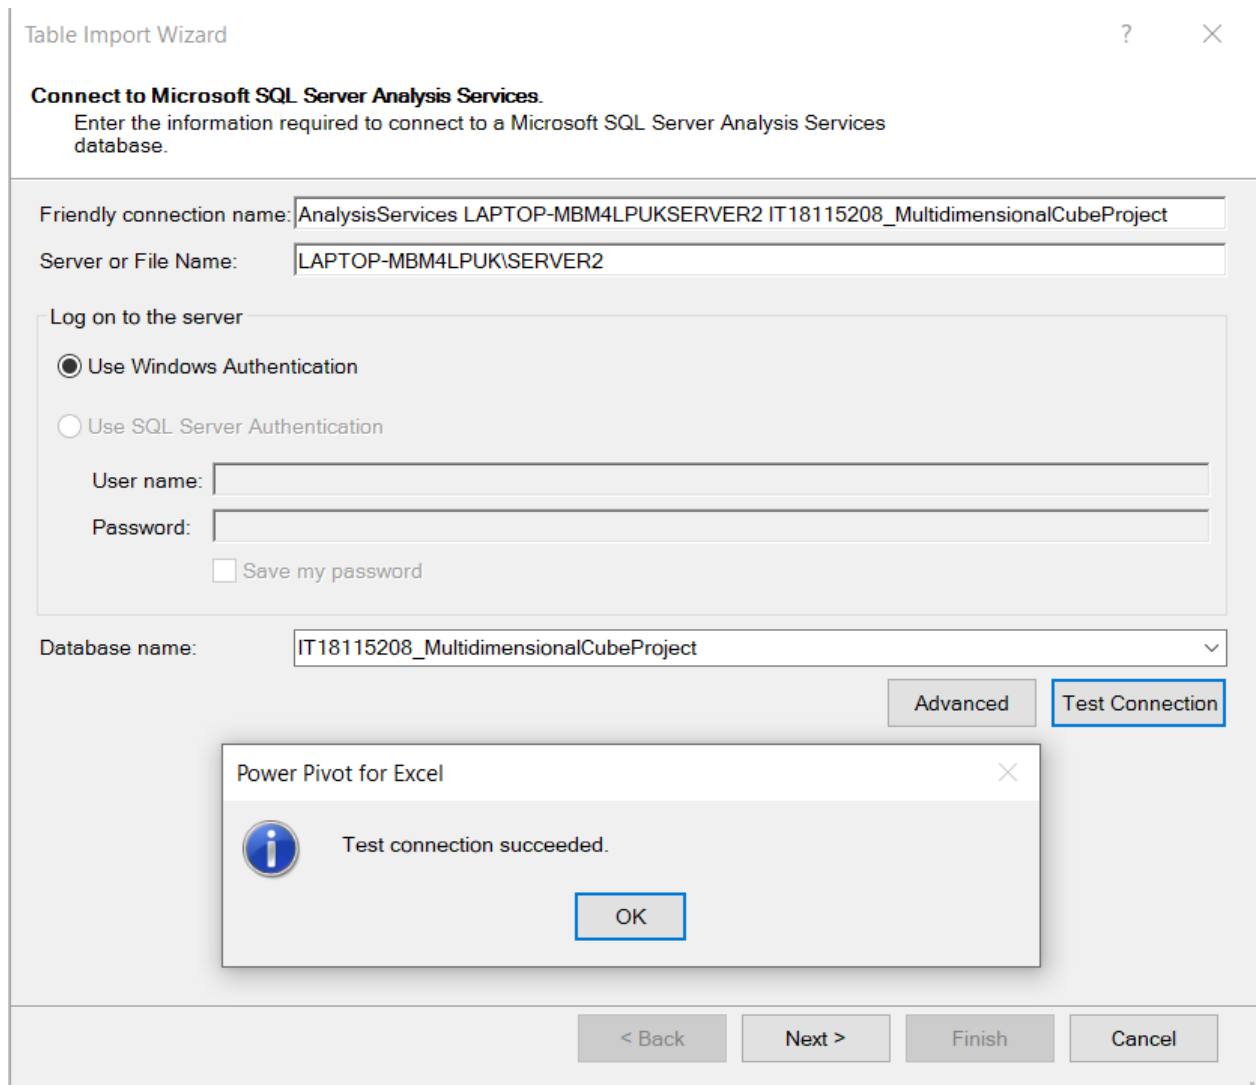 Table Import Wizard
?
Connect to Microsoft SQL Server Analysis Services.
Enter the information required to connect to a Microsoft SQL Server Analysis Services
database.
Friendly connection name: AnalysisServices LAPTOP-MBM4LPUKSERVER2 IT18115208_MultidimensionalCubeProject
Server or File Name: LAPTOP-MBM4LPUK\SERVER2
Log on to the server
Use Windows Authentication
Use SQL Server Authentication
User name:
Password:
Save my password
Database name: IT18115208_MultidimensionalCubeProject
Advanced Test Connection
Power Pivot for Excel
Test connection succeeded.
OK
< Back Next > Finish Cancel